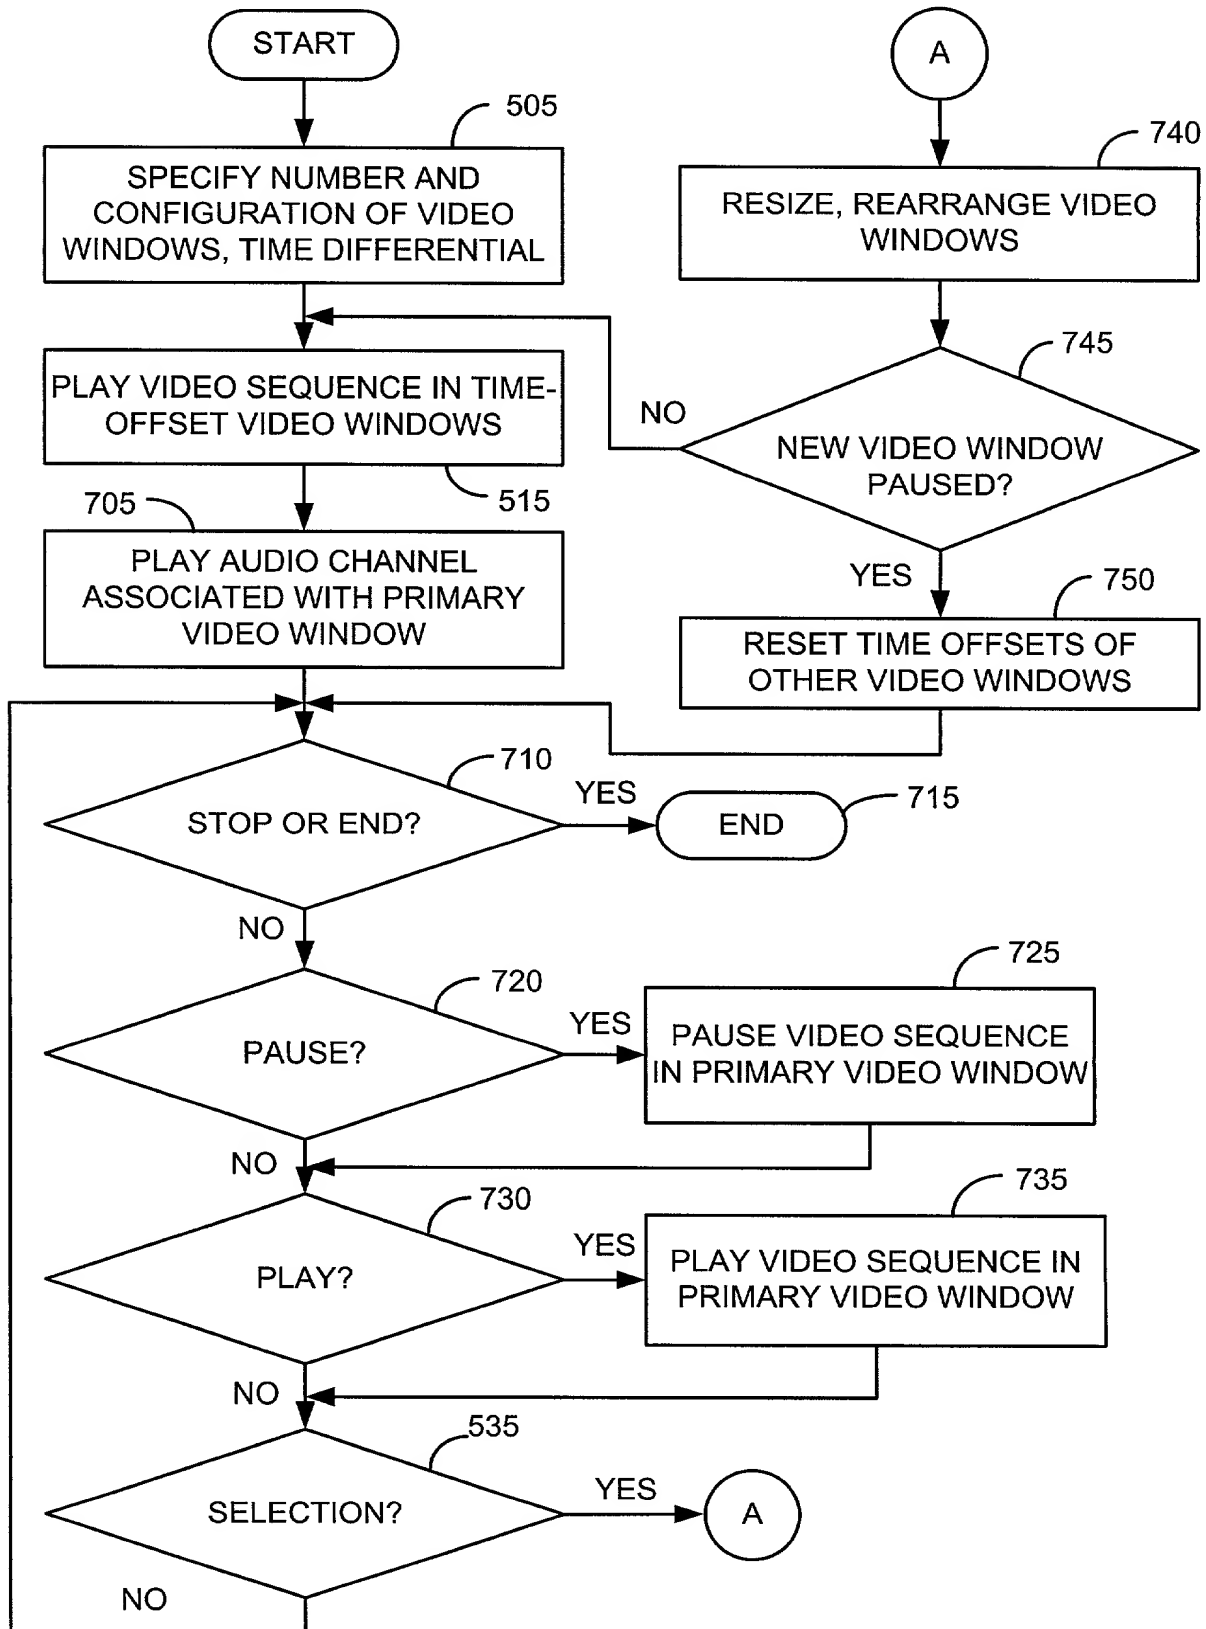 START
505
SPECIFY NUMBER AND
CONFIGURATION OF VIDEO
WINDOWS, TIME DIFFERENTIAL
PLAY VIDEO SEQUENCE IN TIME-
OFFSET VIDEO WINDOWS
515
705
PLAY AUDIO CHANNEL
ASSOCIATED WITH PRIMARY
VIDEO WINDOW
710
STOP OR END?
YES
END
715
NO
720
PAUSE?
YES
725
PAUSE VIDEO SEQUENCE
IN PRIMARY VIDEO WINDOW
NO
730
PLAY?
YES
735
PLAY VIDEO SEQUENCE IN
PRIMARY VIDEO WINDOW
NO
535
SELECTION?
YES
A
NO
A
740
RESIZE, REARRANGE VIDEO
WINDOWS
745
NEW VIDEO WINDOW
PAUSED?
NO
YES
750
RESET TIME OFFSETS OF
OTHER VIDEO WINDOWS